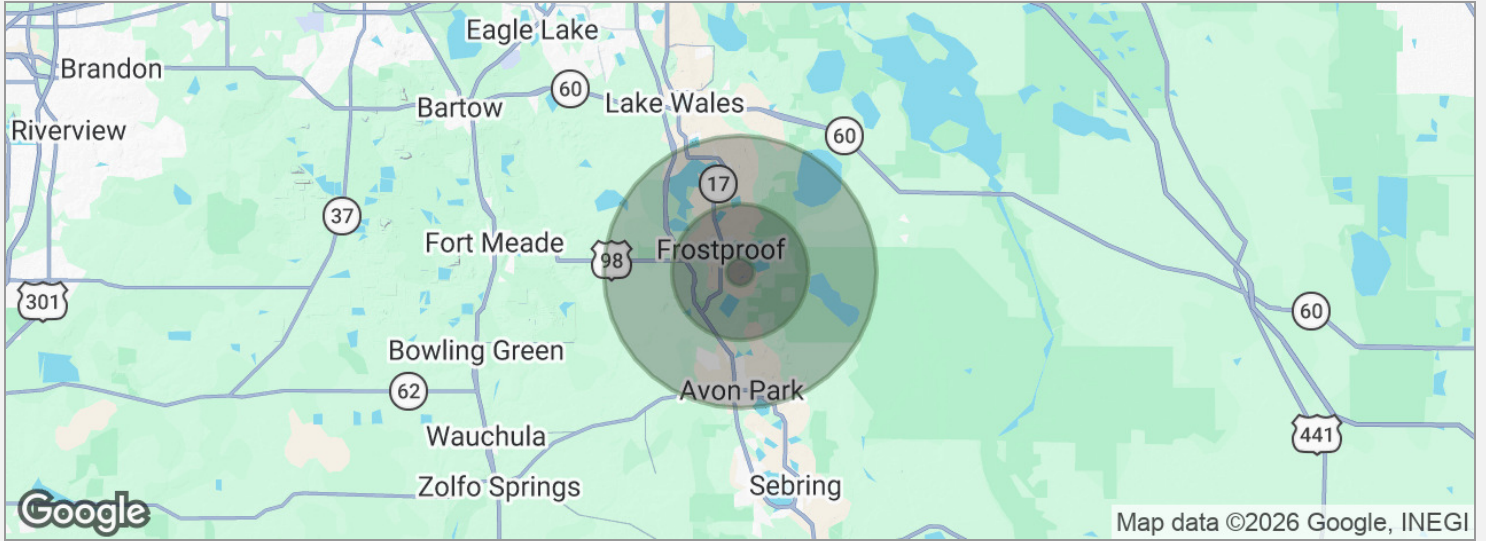 Eagle Lake
Brandon
60
Bartow
Lake Wales
Riverview
60
17
37
Fort Meade
Frostproof
98
301
60
Bowling Green
62
Avon Park
Wauchula
441
Zolfo Springs
Sebring
Google
Map data ©2026 Google, INEGI